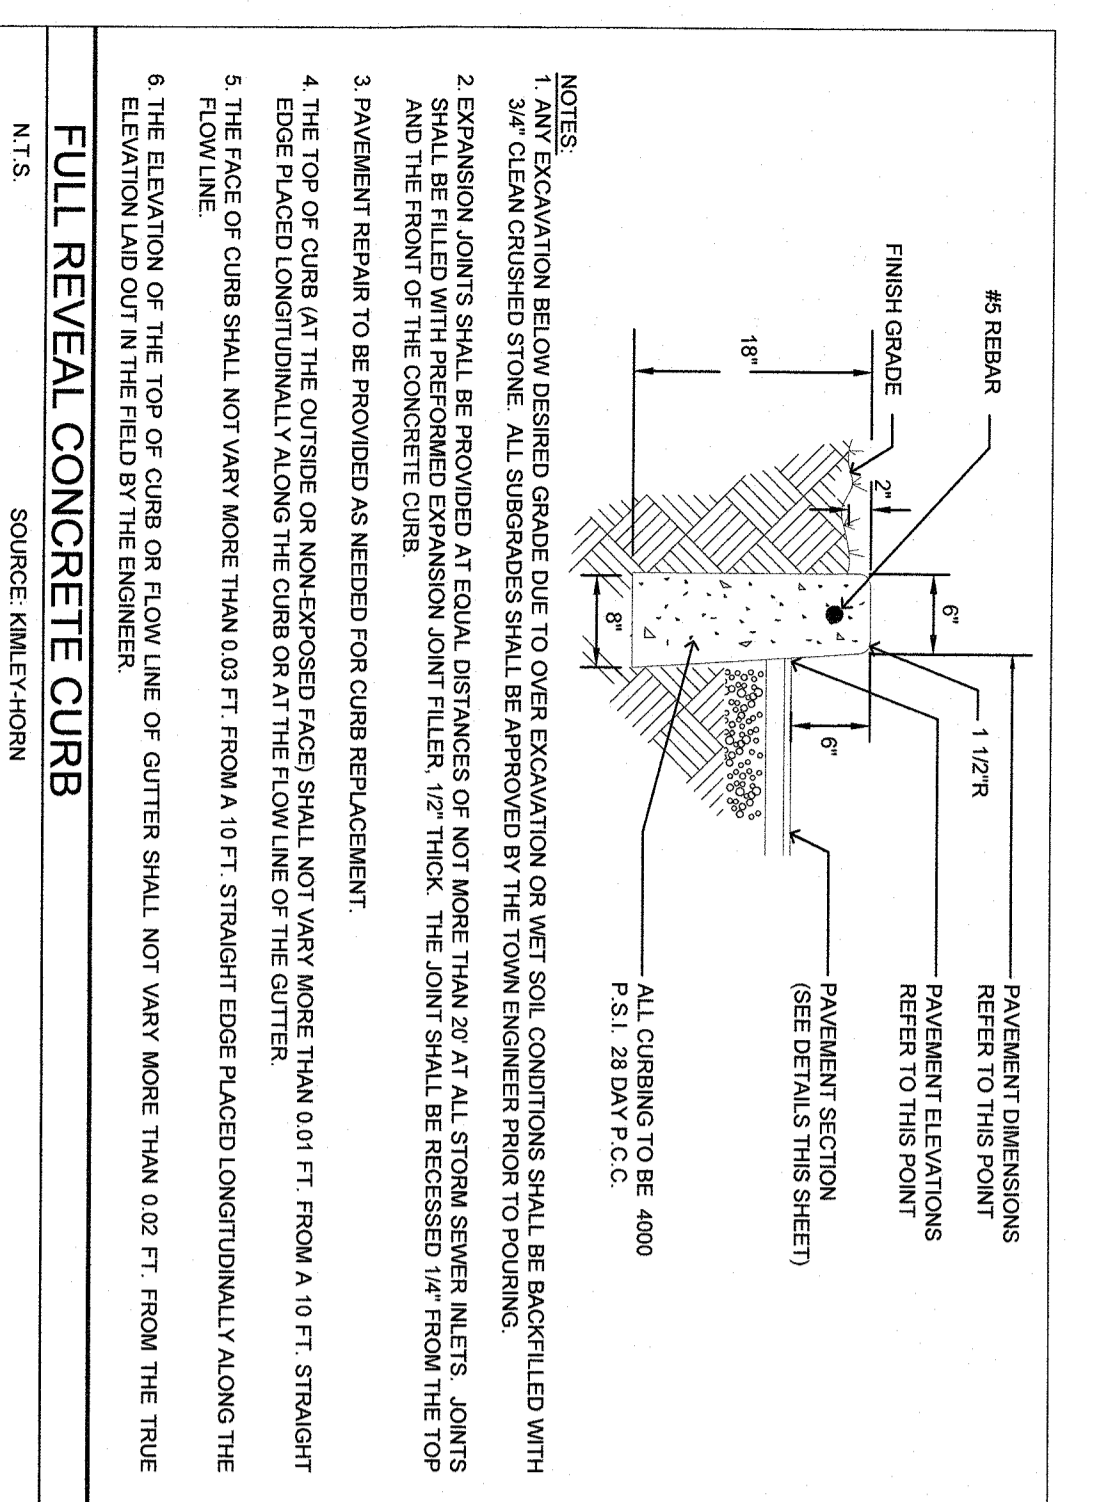 #5 REBAR
FINISH GRADE
18"
2"
6"
8"
6"
1 1/2"R
PAVEMENT DIMENSIONS
REFER TO THIS POINT
PAVEMENT ELEVATIONS
REFER TO THIS POINT
PAVEMENT SECTION
(SEE DETAILS THIS SHEET)
ALL CURBING TO BE 4000
P.S.I. 28 DAY P.C.C.
NOTES:
1. ANY EXCAVATION BELOW DESIRED GRADE DUE TO OVER EXCAVATION OR WET SOIL CONDITIONS SHALL BE BACKFILLED WITH
3/4" CLEAN CRUSHED STONE. ALL SUBGRADES SHALL BE APPROVED BY THE TOWN ENGINEER PRIOR TO POURING.
2. EXPANSION JOINTS SHALL BE PROVIDED AT EQUAL DISTANCES OF NOT MORE THAN 20' AT ALL STORM SEWER INLETS. JOINTS
SHALL BE FILLED WITH PREFORMED EXPANSION JOINT FILLER, 1/2" THICK. THE JOINT SHALL BE RECESSED 1/4" FROM THE TOP
AND THE FRONT OF THE CONCRETE CURB.
3. PAVEMENT REPAIR TO BE PROVIDED AS NEEDED FOR CURB REPLACEMENT.
4. THE TOP OF CURB (AT THE OUTSIDE OR NON-EXPOSED FACE) SHALL NOT VARY MORE THAN 0.01 FT. FROM A 10 FT. STRAIGHT
EDGE PLACED LONGITUDINALLY ALONG THE CURB OR AT THE FLOW LINE OF THE GUTTER.
5. THE FACE OF CURB SHALL NOT VARY MORE THAN 0.03 FT. FROM A 10 FT. STRAIGHT EDGE PLACED LONGITUDINALLY ALONG THE
FLOW LINE.
6. THE ELEVATION OF THE TOP OF CURB OR FLOW LINE OF GUTTER SHALL NOT VARY MORE THAN 0.02 FT. FROM THE TRUE
ELEVATION LAID OUT IN THE FIELD BY THE ENGINEER.
FULL REVEAL CONCRETE CURB
N.T.S.
SOURCE: KIMLEY-HORN